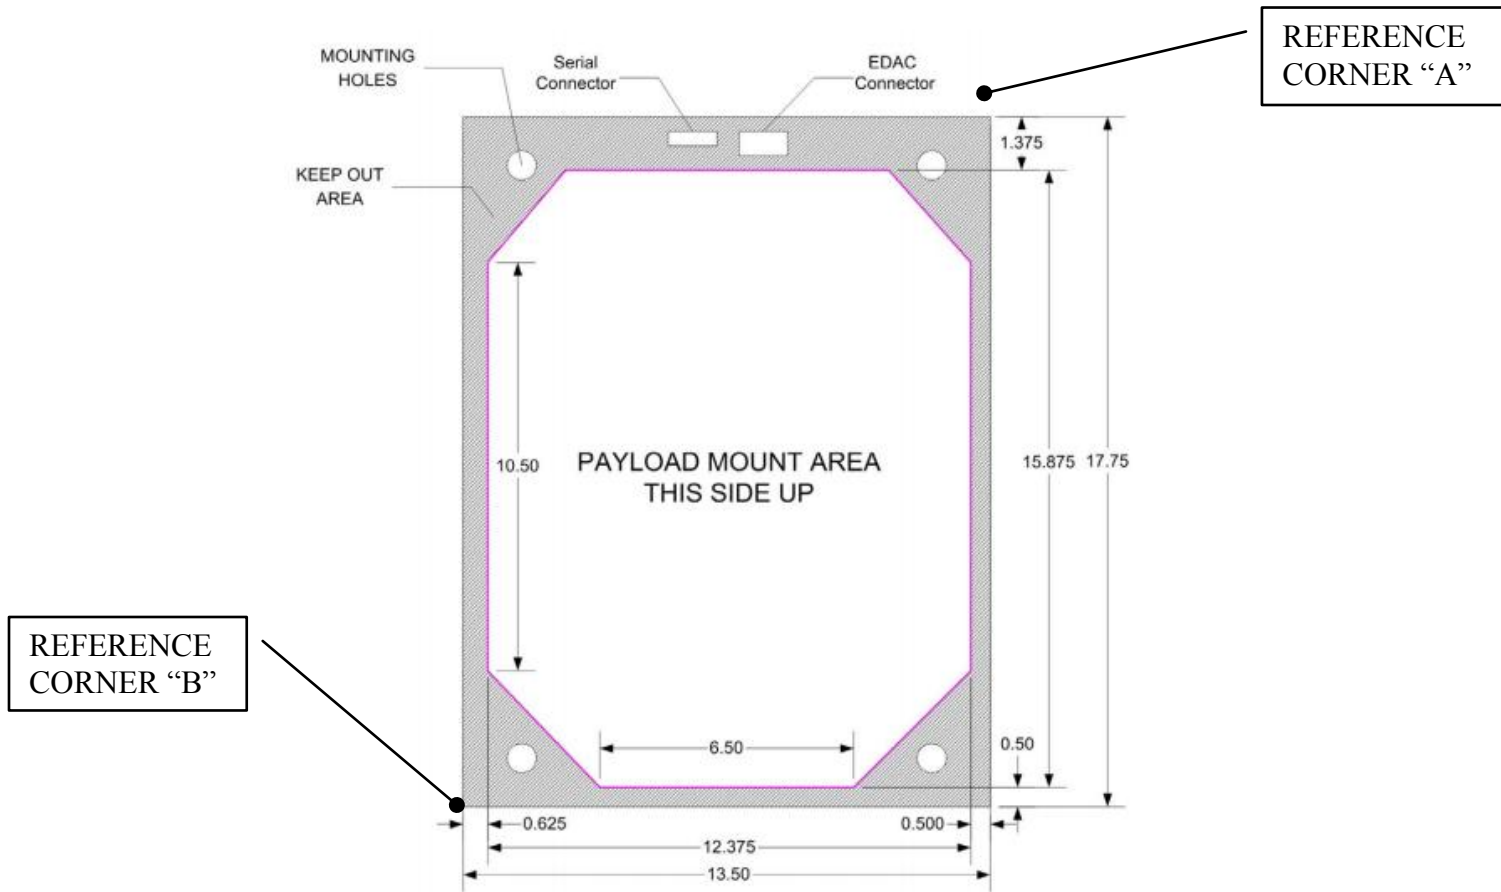 REFERENCE
CORNER “A”
MOUNTING
HOLES
Serial
Connector
EDAC
Connector
1.375
KEEP OUT
AREA
10.50
PAYLOAD MOUNT AREA
THIS SIDE UP
15.875
17.75
REFERENCE
CORNER “B”
6.50
0.50
0.625
0.500
12.375
13.50